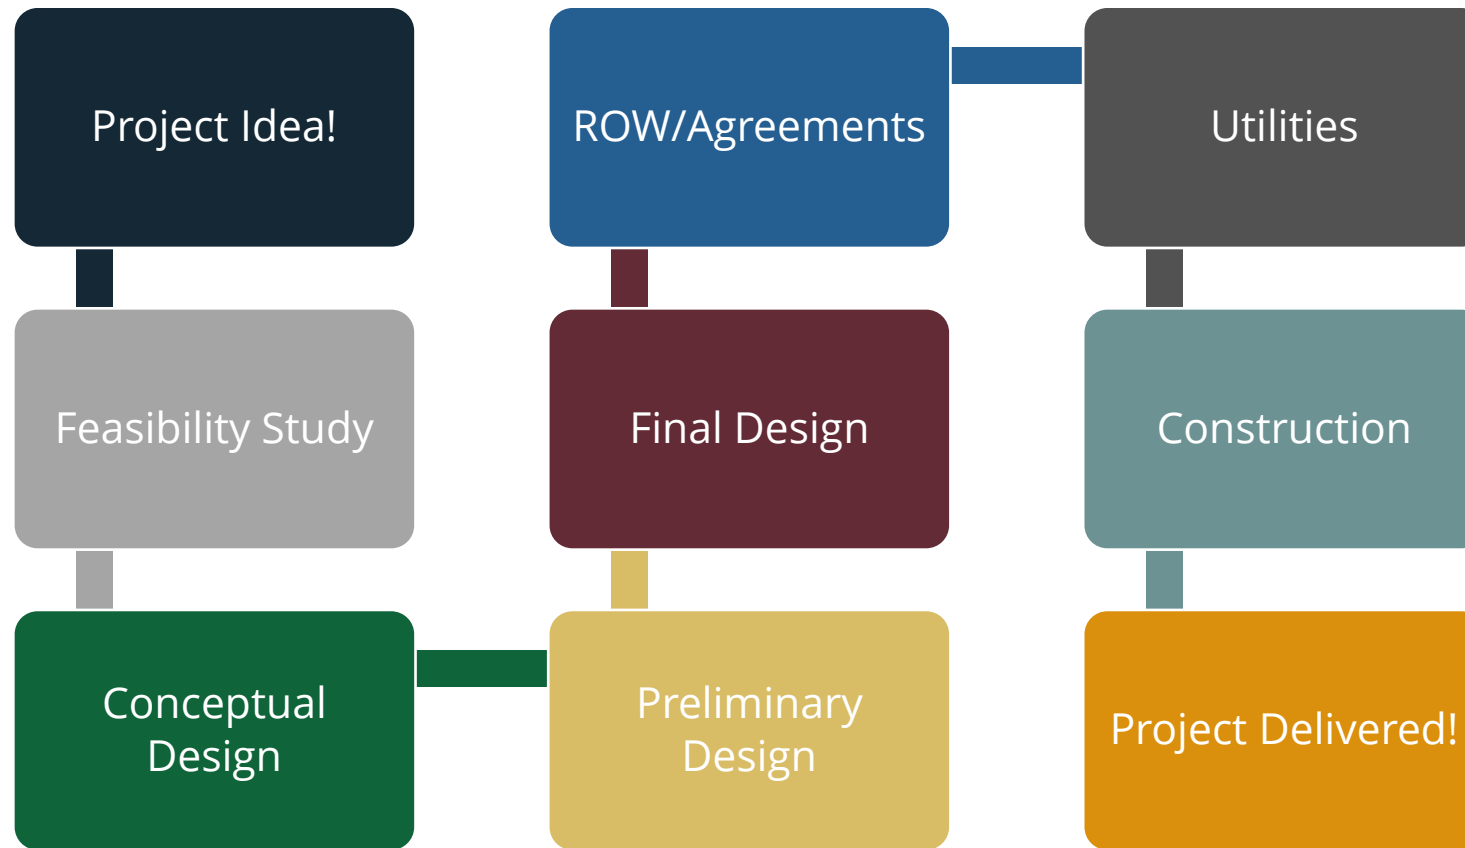 Project Idea!
Feasibility Study
Conceptual
Design
Preliminary
Design
Final Design
ROW/Agreements
Utilities
Construction
Project Delivered!